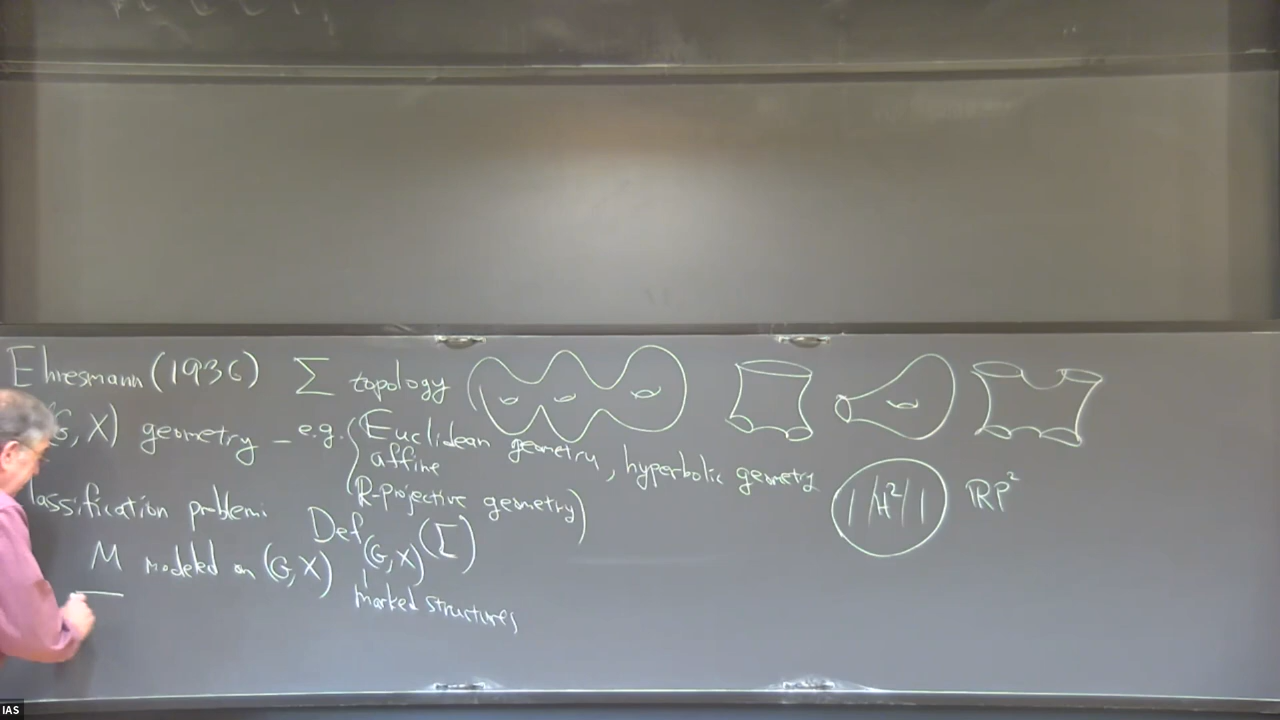 Ehresmann (1936) Σ topology
G, X) geometry - e.g. { Euclidean geometry, hyperbolic geometry
affine
R-projective geometry)
lassification problem:
Def(G, X)(Σ)
M modeled on (G, X)
marked structures
H² RP²
IAS